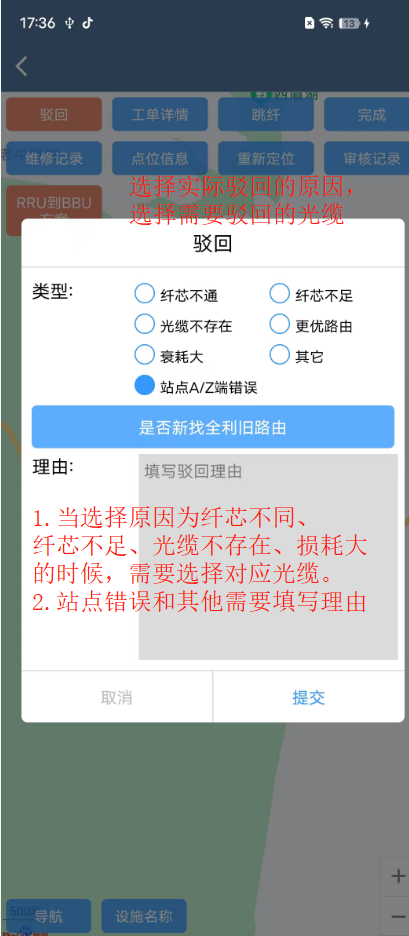 17:36
13
四眉湖
驳回 工单详情 跳纤 完成
维修记录 点位信息 重新定位 审核记录
RRU到BBU
方案
选择实际驳回的原因，
选择需要驳回的光缆
驳回
类型:
纤芯不通 纤芯不足
光缆不存在 更优路由
衰耗大 其它
站点A/Z端错误
是否新找全利旧路由
理由:
填写驳回理由
1.当选择原因为纤芯不同、
纤芯不足、光缆不存在、损耗大
的时候，需要选择对应光缆。
2.站点错误和其他需要填写理由
取消 提交
+
−
导航 设施名称